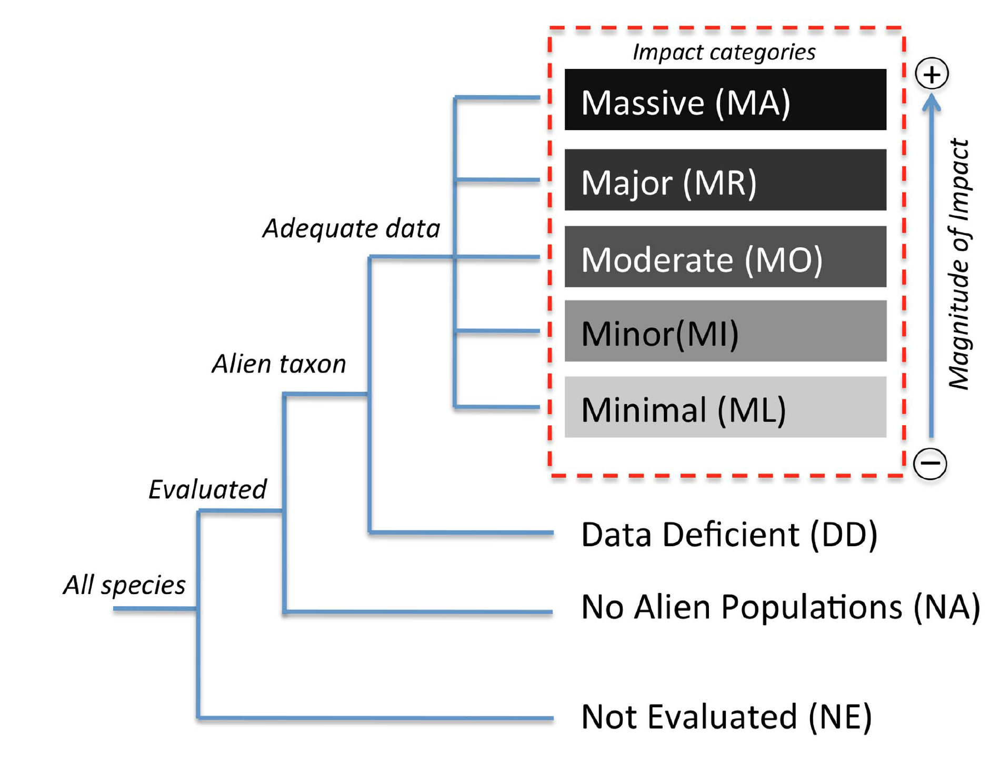 Impact categories
+
Massive (MA)
Major (MR)
Adequate data
Moderate (MO)
Magnitude of Impact
Minor(MI)
Alien taxon
Minimal (ML)
−
Evaluated
Data Deficient (DD)
All species
No Alien Populations (NA)
Not Evaluated (NE)